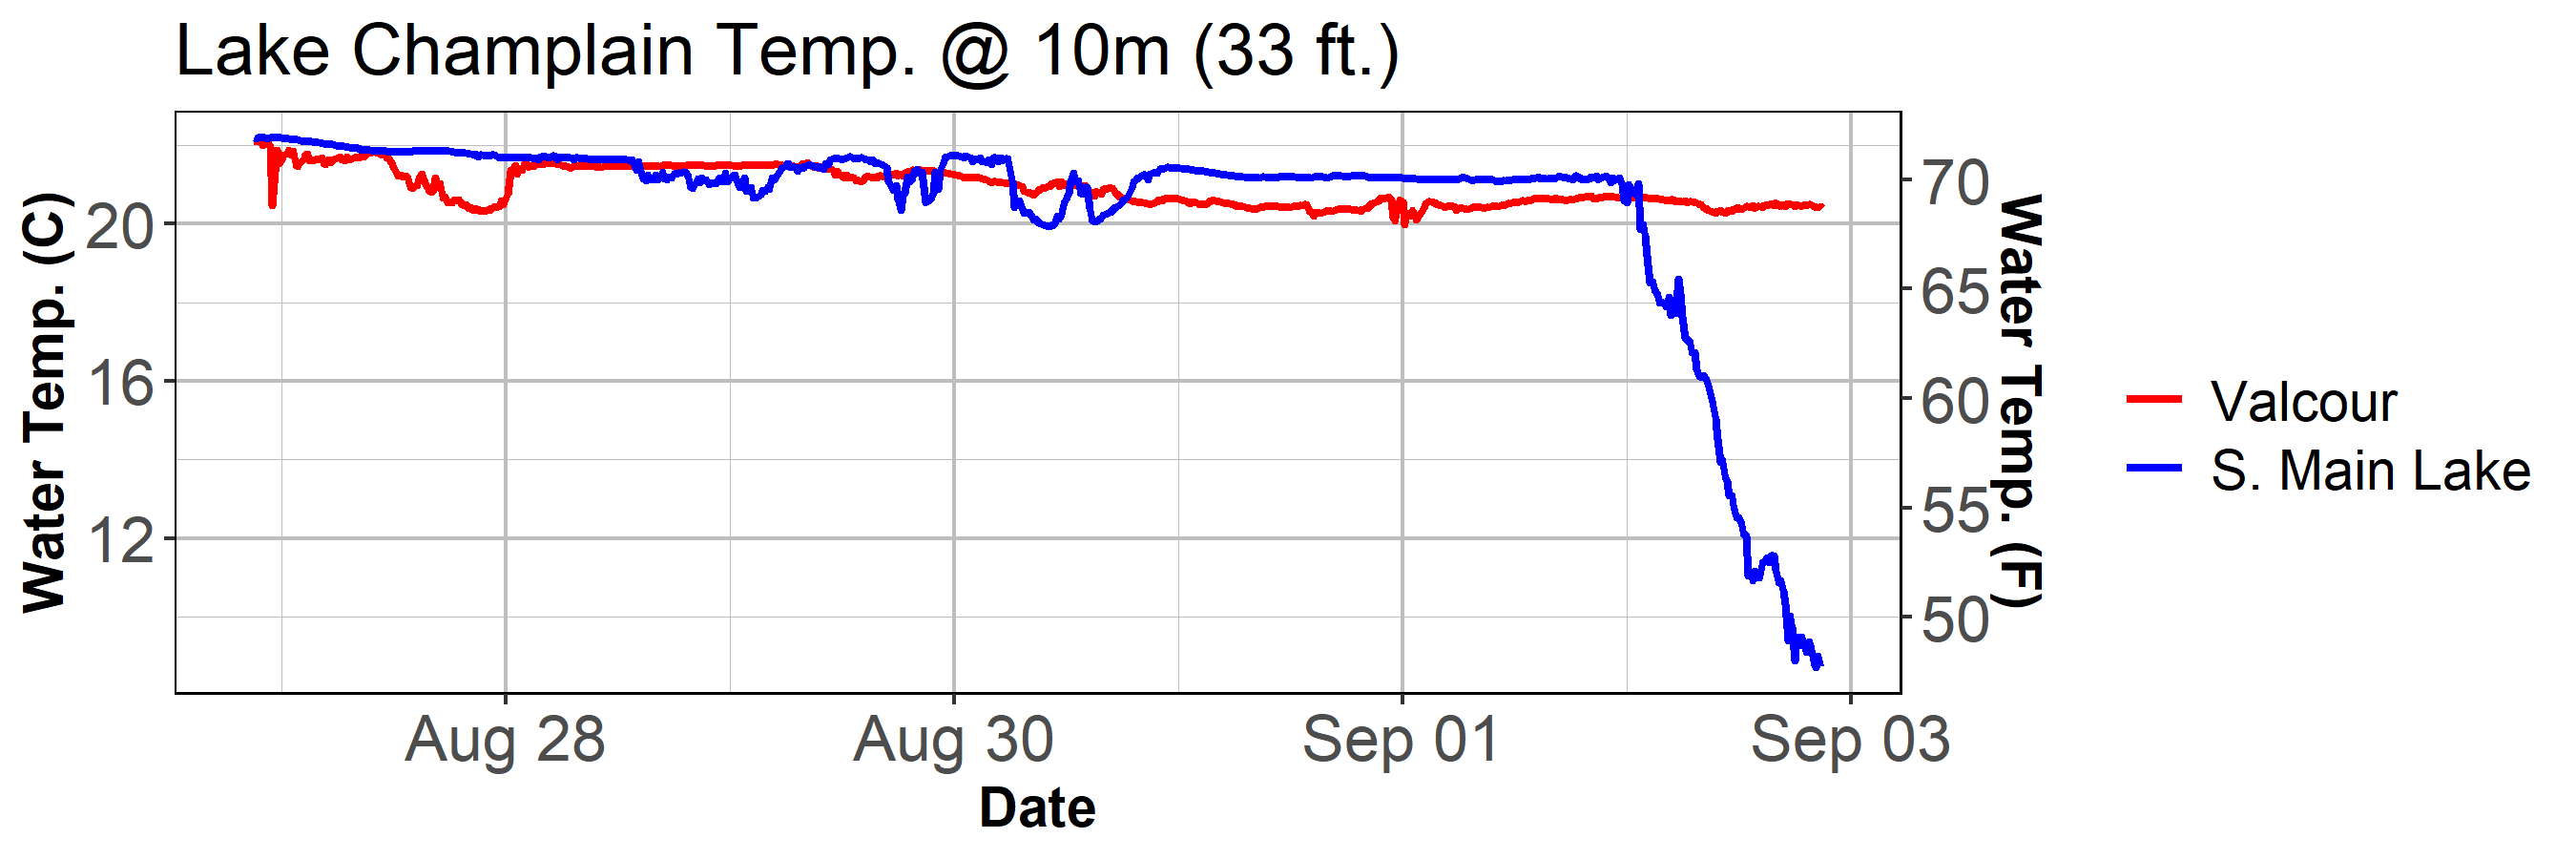 Lake Champlain Temp. @ 10m (33 ft.)
Water Temp. (C)
20
16
12
70
65
60
55
50
Water Temp. (F)
Aug 28
Aug 30
Sep 01
Sep 03
Date
Valcour
S. Main Lake